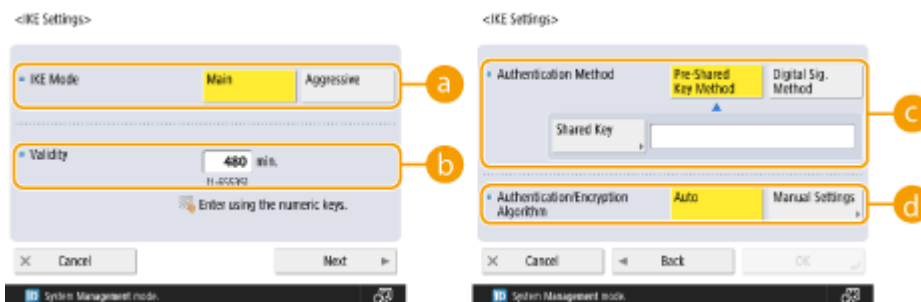 <IKE Settings>
IKE Mode
Main
Aggressive
a
Validity
480 min.
Enter using the numeric keys.
b
Cancel
Next
System Management mode.
<IKE Settings>
Authentication Method
Pre-Shared
Key Method
Digital Sig.
Method
Shared Key
c
Authentication/Encryption
Algorithm
Auto
Manual Settings
d
Cancel
Back
OK
System Management mode.